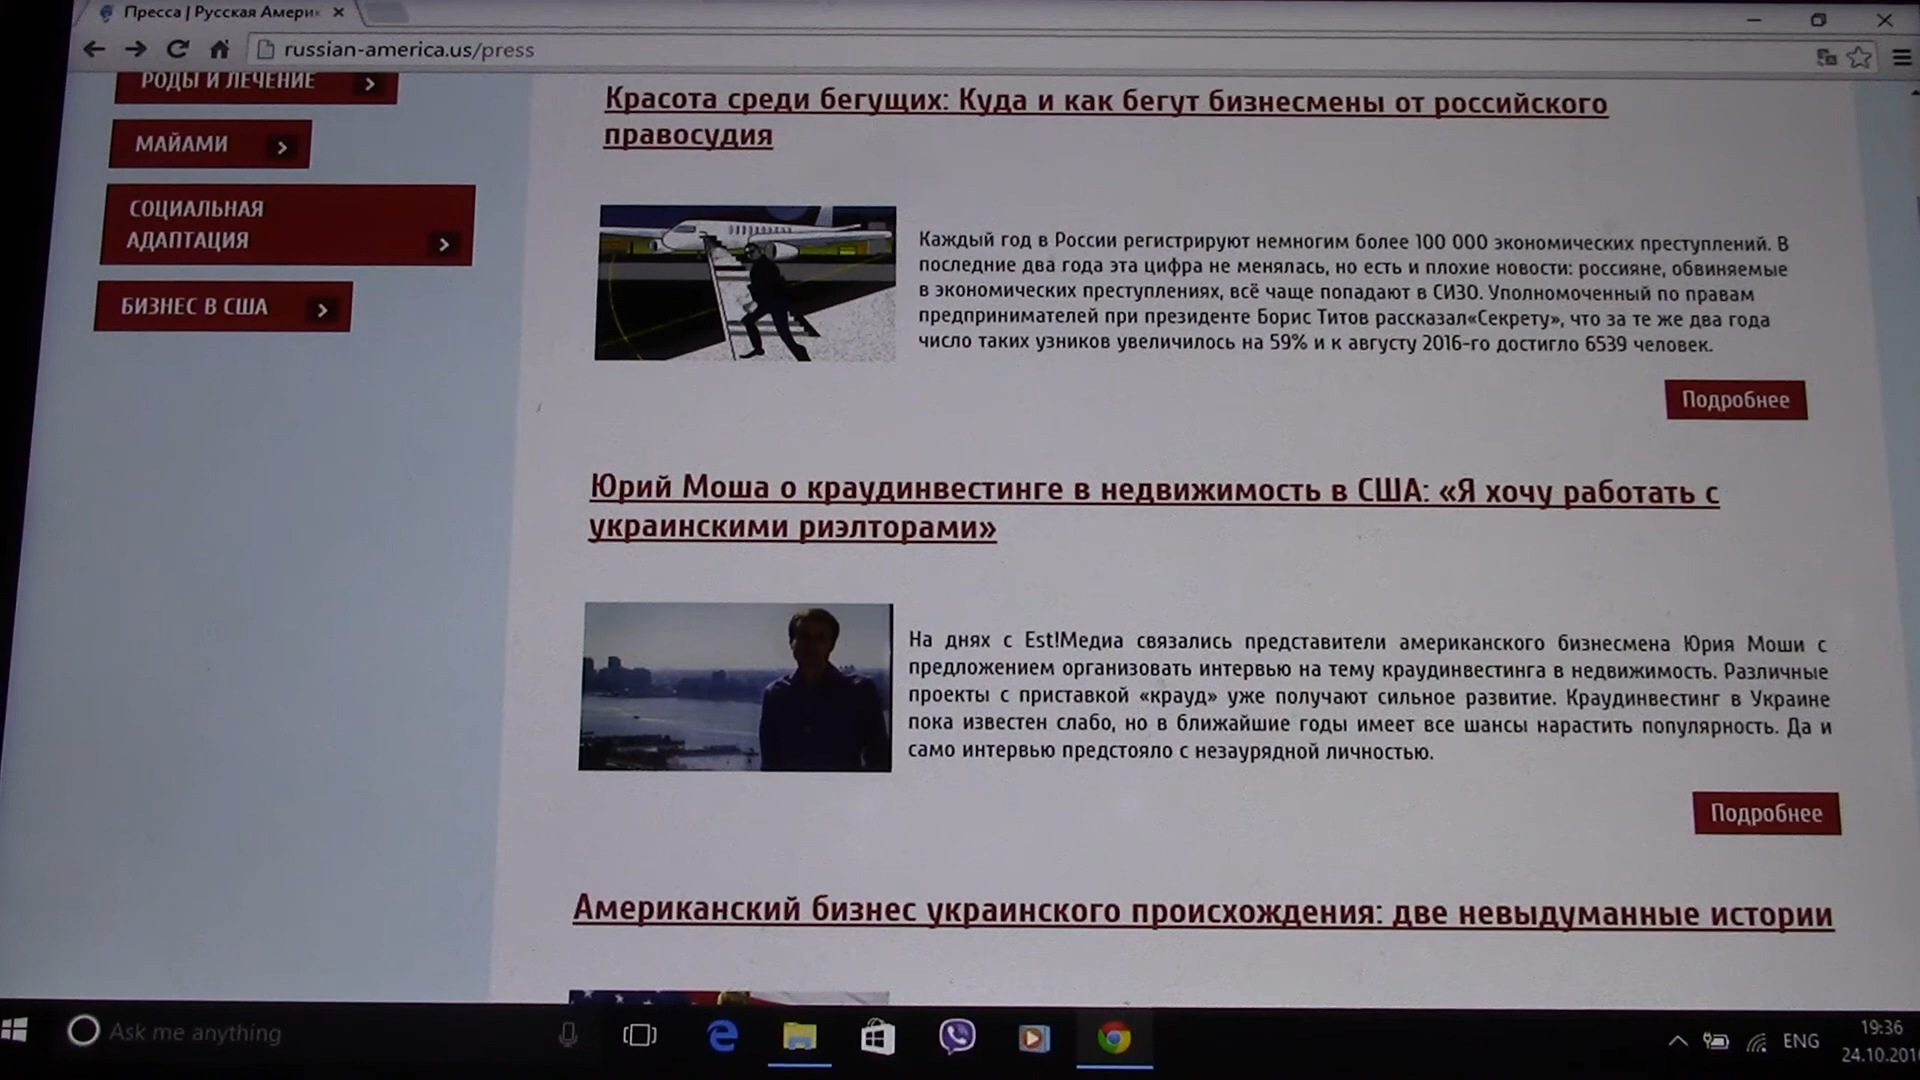 Пресса | Русская Амери
russian-america.us/press
РОДЫ И ЛЕЧЕНИЕ
МАЙАМИ
СОЦИАЛЬНАЯ
АДАПТАЦИЯ
БИЗНЕС В США
Красота среди бегущих: Куда и как бегут бизнесмены от российского
правосудия
Каждый год в России регистрируют немногим более 100 000 экономических преступлений. В
последние два года эта цифра не менялась, но есть и плохие новости: россияне, обвиняемые
в экономических преступлениях, всё чаще попадают в СИЗО. Уполномоченный по правам
предпринимателей при президенте Борис Титов рассказал«Секрету», что за те же два года
число таких узников увеличилось на 59% и к августу 2016-го достигло 6539 человек.
Подробнее
Юрий Моша о краудинвестинге в недвижимость в США: «Я хочу работать с
украинскими риэлторами»
На днях с Est!Медиа связались представители американского бизнесмена Юрия Моши с
предложением организовать интервью на тему краудинвестинга в недвижимость. Различные
проекты с приставкой «крауд» уже получают сильное развитие. Краудинвестинг в Украине
пока известен слабо, но в ближайшие годы имеет все шансы нарастить популярность. Да и
само интервью предстояло с незаурядной личностью.
Подробнее
Американский бизнес украинского происхождения: две невыдуманные истории
Ask me anything
ENG
19:36
24.10.201